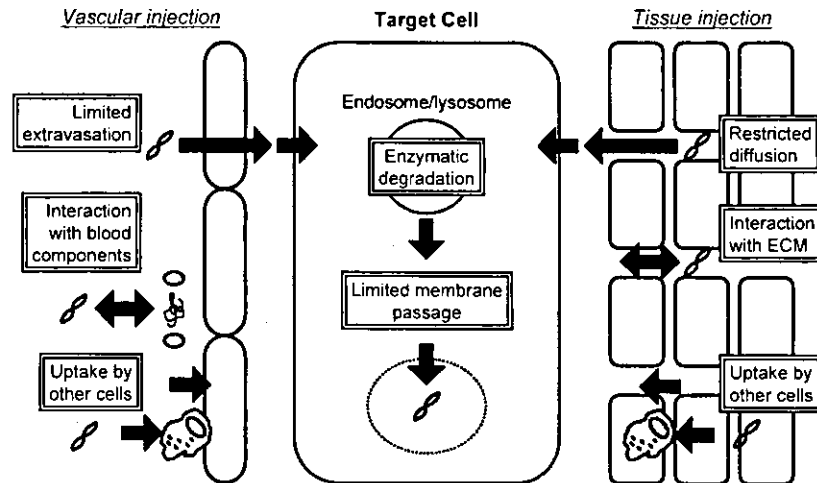 Vascular injection
Target Cell
Tissue injection
Limited
extravasation
Interaction
with blood
components
Uptake by
other cells
Endosome/lysosome
Enzymatic
degradation
Limited membrane
passage
Restricted
diffusion
Interaction
with ECM
Uptake by
other cells